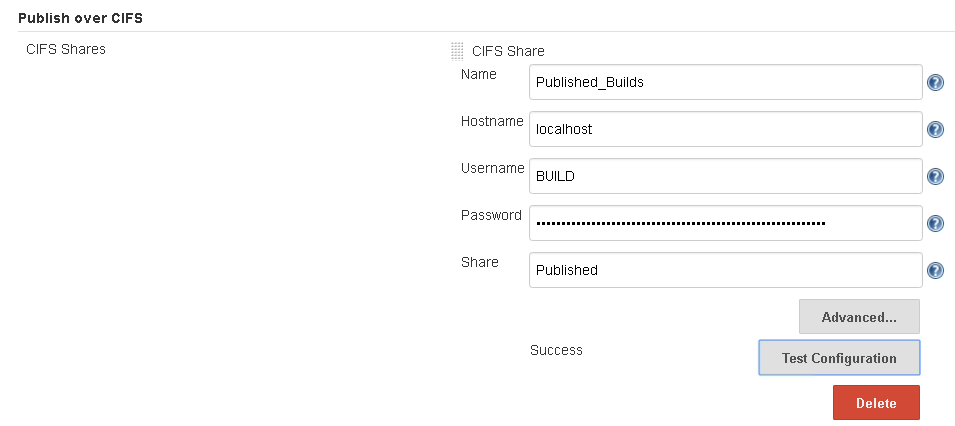 Publish over CIFS
CIFS Shares
CIFS Share
Name
Published_Builds
Hostname
localhost
Username
BUILD
Password
Share
Published
Advanced...
Success
Test Configuration
Delete